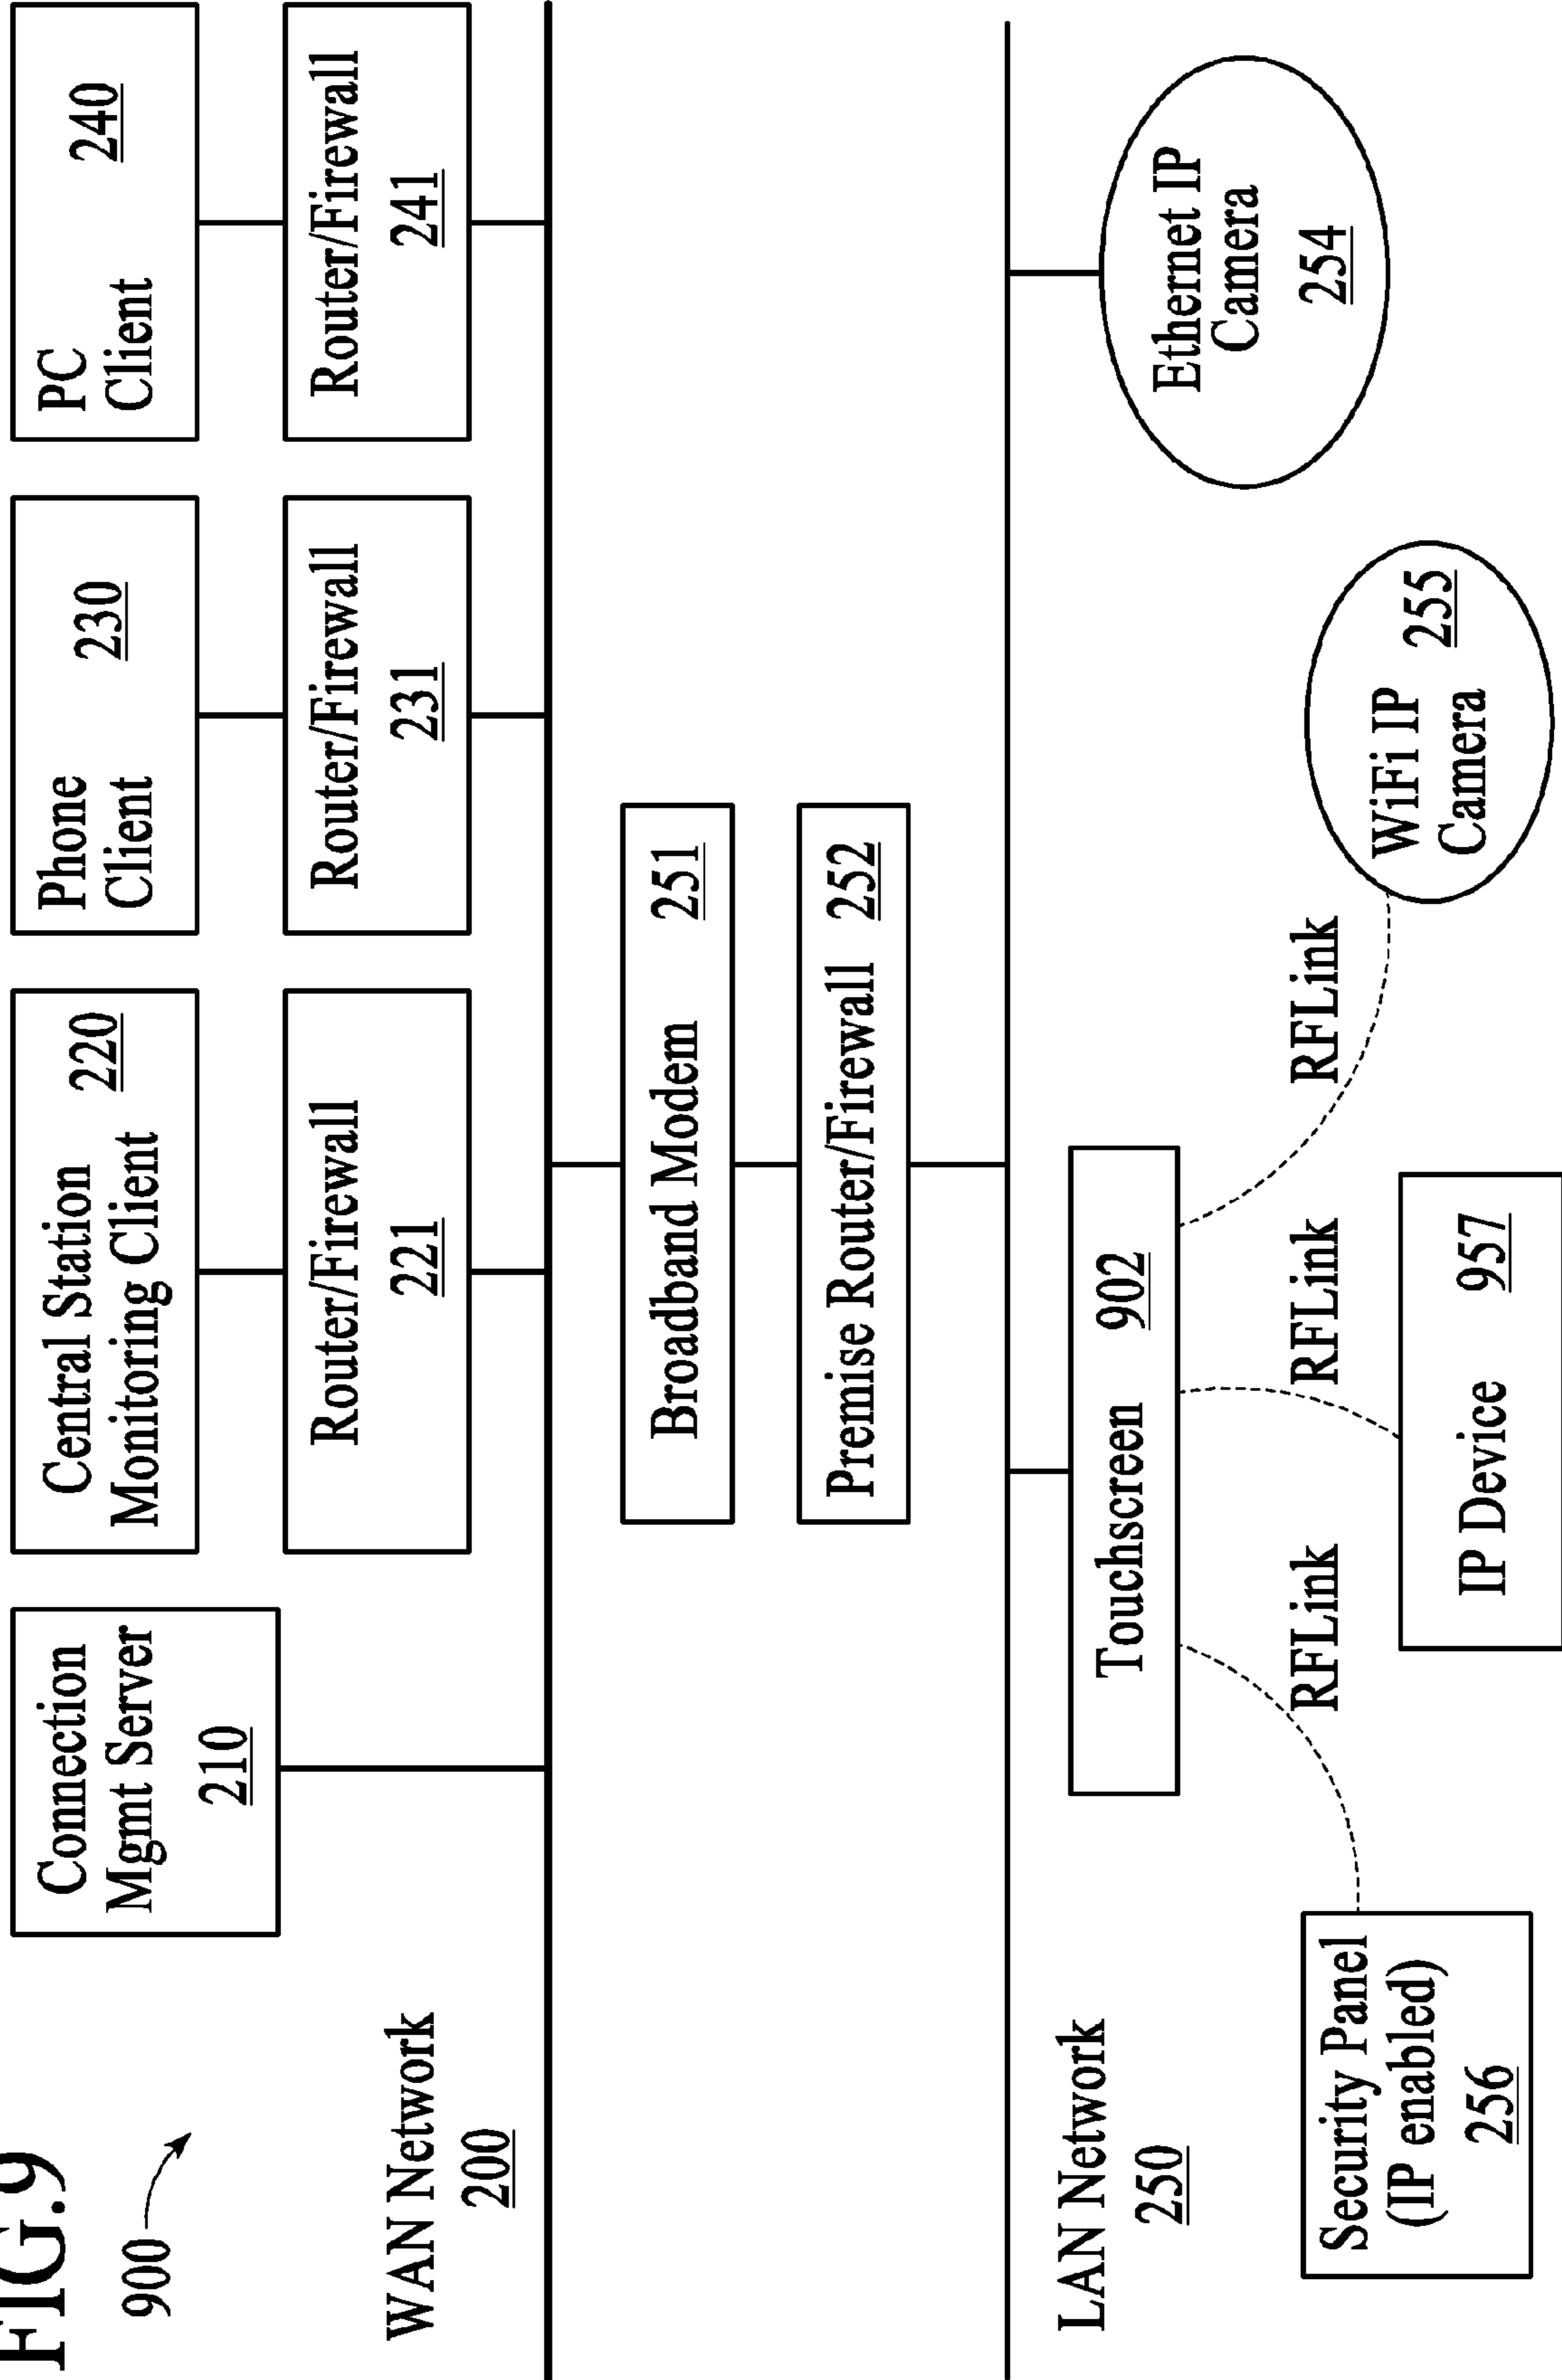 FIG.9
900
WAN Network
200
Connection
Mgmt Server
210
Central Station
Monitoring Client
220
Router/Firewall
221
Phone
Client
230
Router/Firewall
231
PC
Client
240
Router/Firewall
241
Broadband Modem 251
Premise Router/Firewall 252
LAN Network
250
Touchscreen 902
RFLink
RFLink
RFLink
Security Panel
(IP enabled)
256
IP Device 957
WiFi IP
Camera
255
Ethernet IP
Camera
254